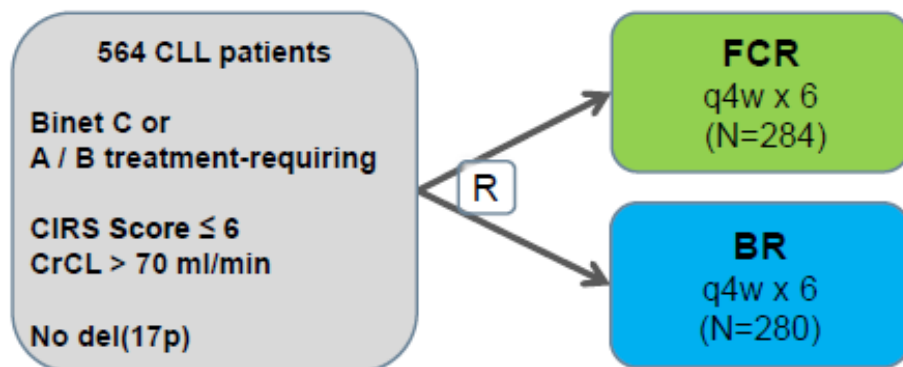 564 CLL patients
Binet C or
A / B treatment-requiring
CIRS Score ≤ 6
CrCL > 70 ml/min
No del(17p)
R
FCR
q4w x 6
(N=284)
BR
q4w x 6
(N=280)